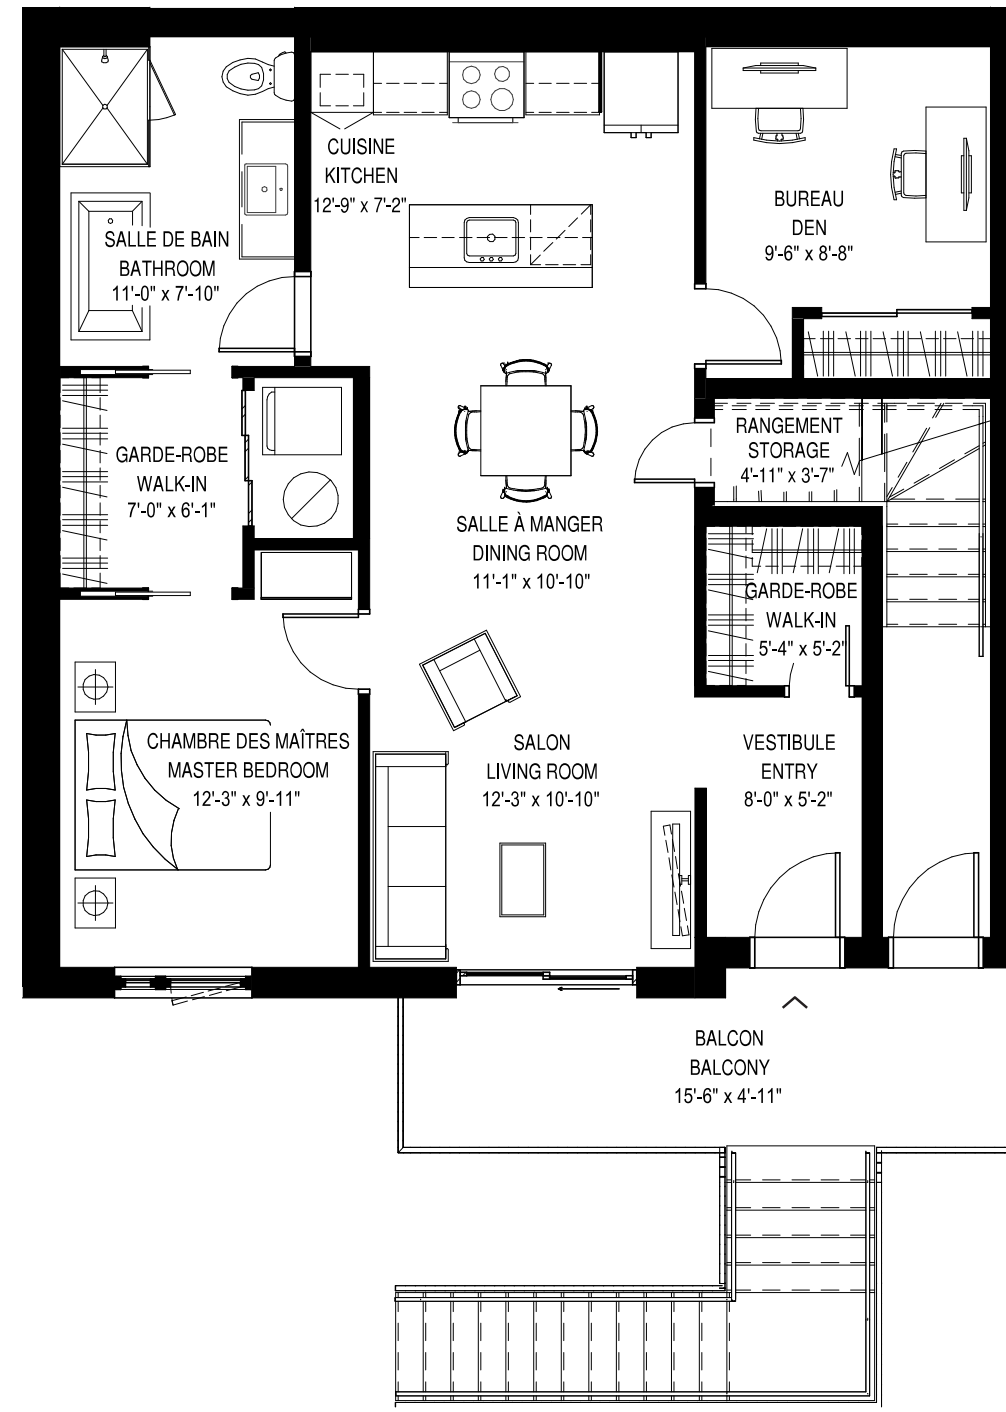 CUISINE
KITCHEN
12'-9" x 7'-2"
BUREAU
DEN
9'-6" x 8'-8"
SALLE DE BAIN
BATHROOM
11'-0" x 7'-10"
RANGEMENT
STORAGE
4'-11" x 3'-7"
GARDE-ROBE
WALK-IN
7'-0" x 6'-1"
SALLE À MANGER
DINING ROOM
11'-1" x 10'-10"
GARDE-ROBE
WALK-IN
5'-4" x 5'-2"
CHAMBRE DES MAÎTRES
MASTER BEDROOM
12'-3" x 9'-11"
SALON
LIVING ROOM
12'-3" x 10'-10"
VESTIBULE
ENTRY
8'-0" x 5'-2"
BALCON
BALCONY
15'-6" x 4'-11"